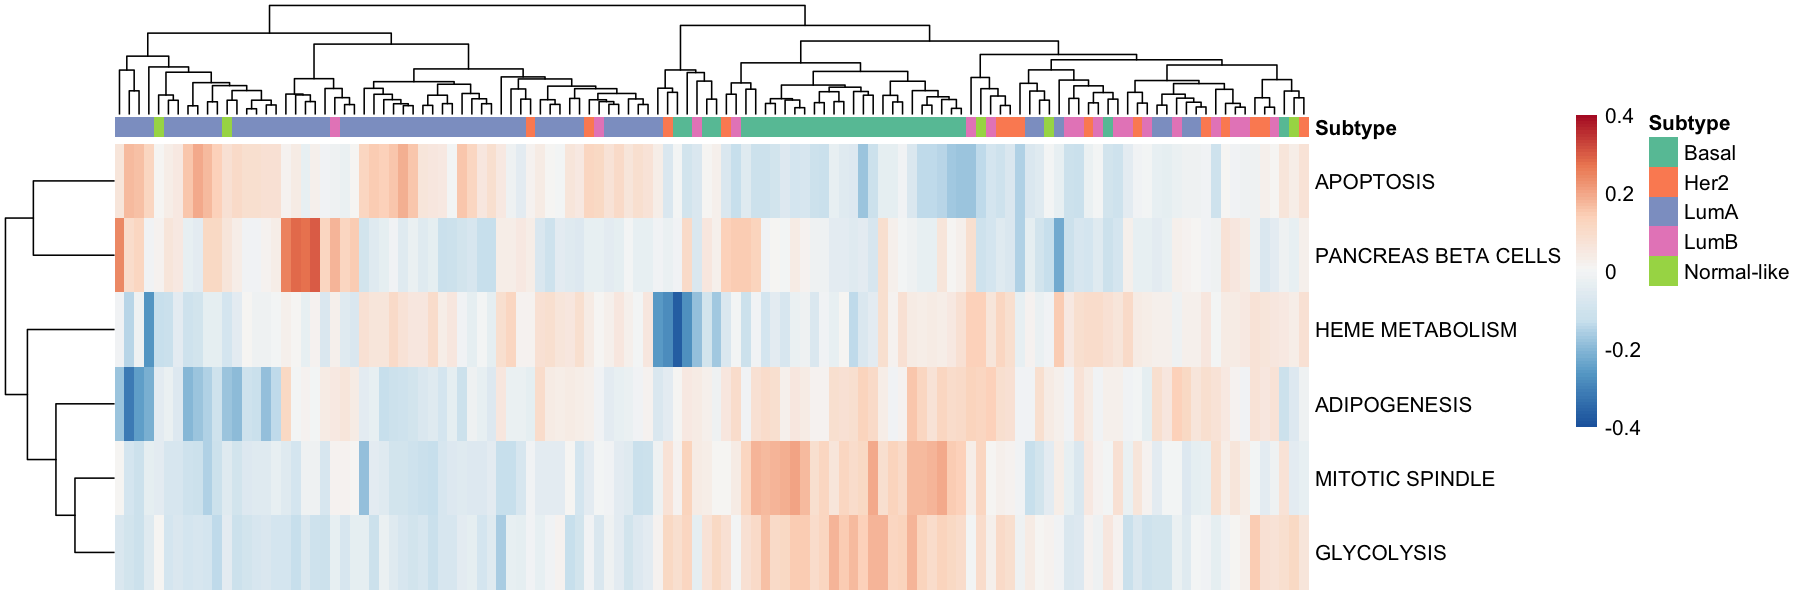 Subtype
APOPTOSIS
PANCREAS BETA CELLS
HEME METABOLISM
ADIPOGENESIS
MITOTIC SPINDLE
GLYCOLYSIS
0.4
0.2
0
-0.2
-0.4
Subtype
Basal
Her2
LumA
LumB
Normal-like